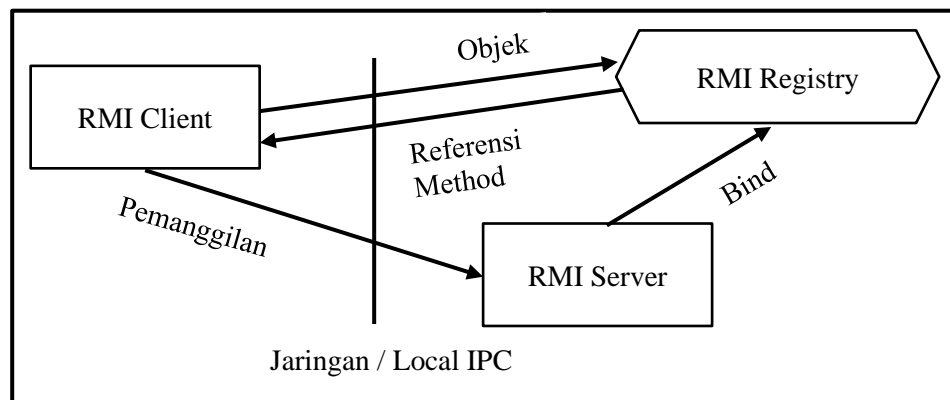 Objek
RMI Registry
RMI Client
Referensi
Method
Bind
Pemanggilan
RMI Server
Jaringan / Local IPC